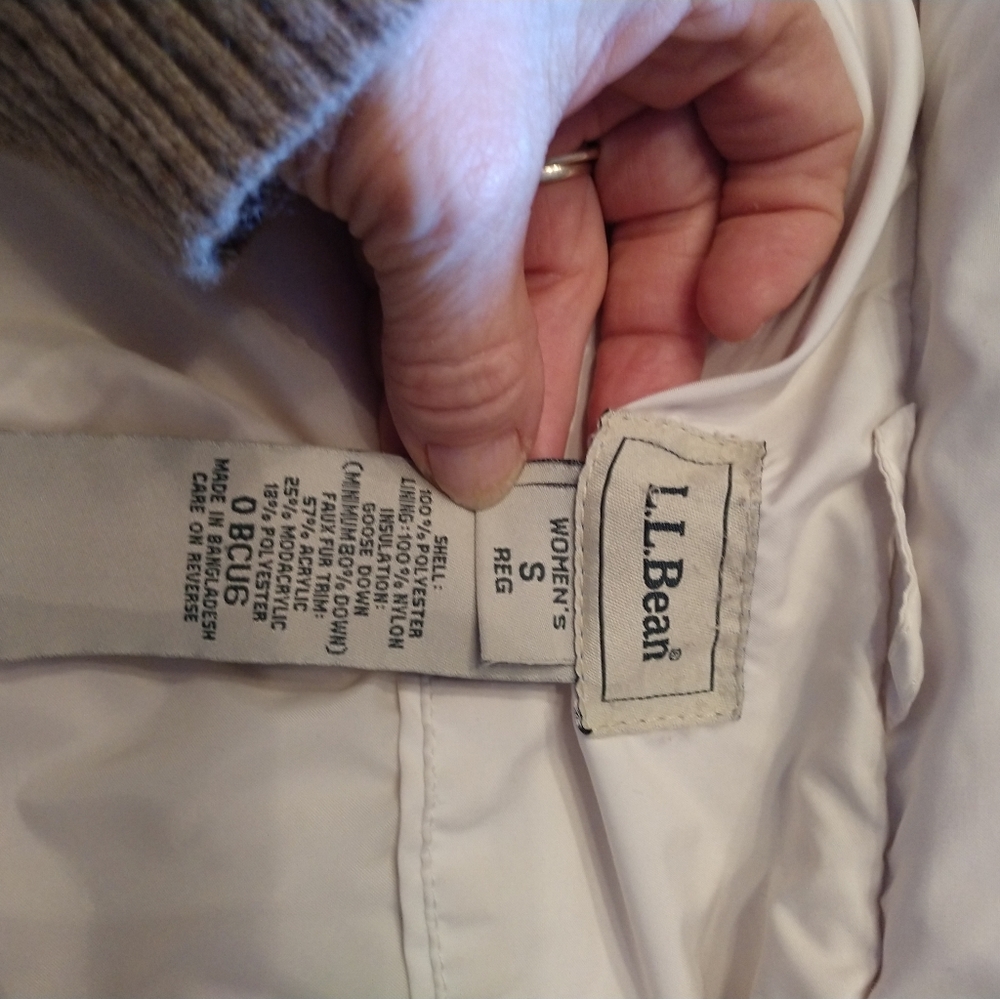 L.L.Bean®
WOMEN'S
S
REG
SHELL:
100% POLYESTER
LINING: 100% NYLON
INSULATION:
GOOSE DOWN
(MINIMUM 80% DOWN)
FAUX FUR TRIM:
57% ACRYLIC
25% MODACRYLIC
18% POLYESTER
0 BCU6
MADE IN BANGLADESH
CARE ON REVERSE